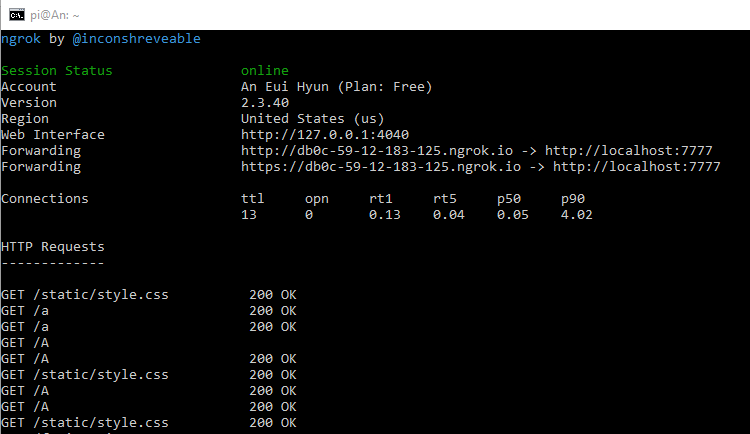 pi@An: ~
ngrok by @inconshreveable
Session Status online
Account An Eui Hyun (Plan: Free)
Version 2.3.40
Region United States (us)
Web Interface http://127.0.0.1:4040
Forwarding http://db0c-59-12-183-125.ngrok.io -> http://localhost:7777
Forwarding https://db0c-59-12-183-125.ngrok.io -> http://localhost:7777
Connections ttl opn rt1 rt5 p50 p90
13 0 0.13 0.04 0.05 4.02
HTTP Requests
-------------
GET /static/style.css 200 OK
GET /a 200 OK
GET /a 200 OK
GET /A
GET /A 200 OK
GET /static/style.css 200 OK
GET /A 200 OK
GET /A 200 OK
GET /static/style.css 200 OK